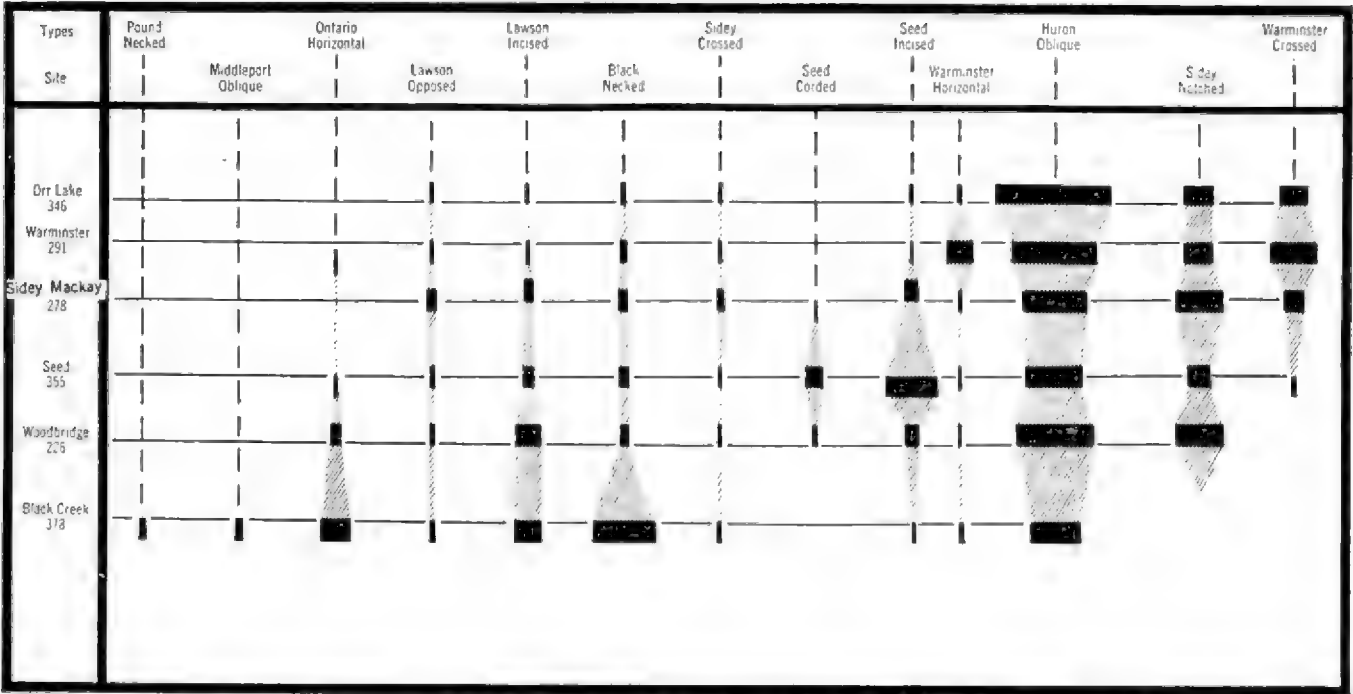 Types
Site
Pound
Necked
Middleport
Oblique
Ontario
Horizontal
Lawson
Opposed
Lawson
Incised
Black
Necked
Sidey
Crossed
Seed
Corded
Seed
Incised
Warminster
Horizontal
Huron
Oblique
Sidey
Notched
Warminster
Crossed
Orr Lake
346
Warminster
291
Sidey Mackay
278
Seed
355
Woodbridge
Black Creek
378